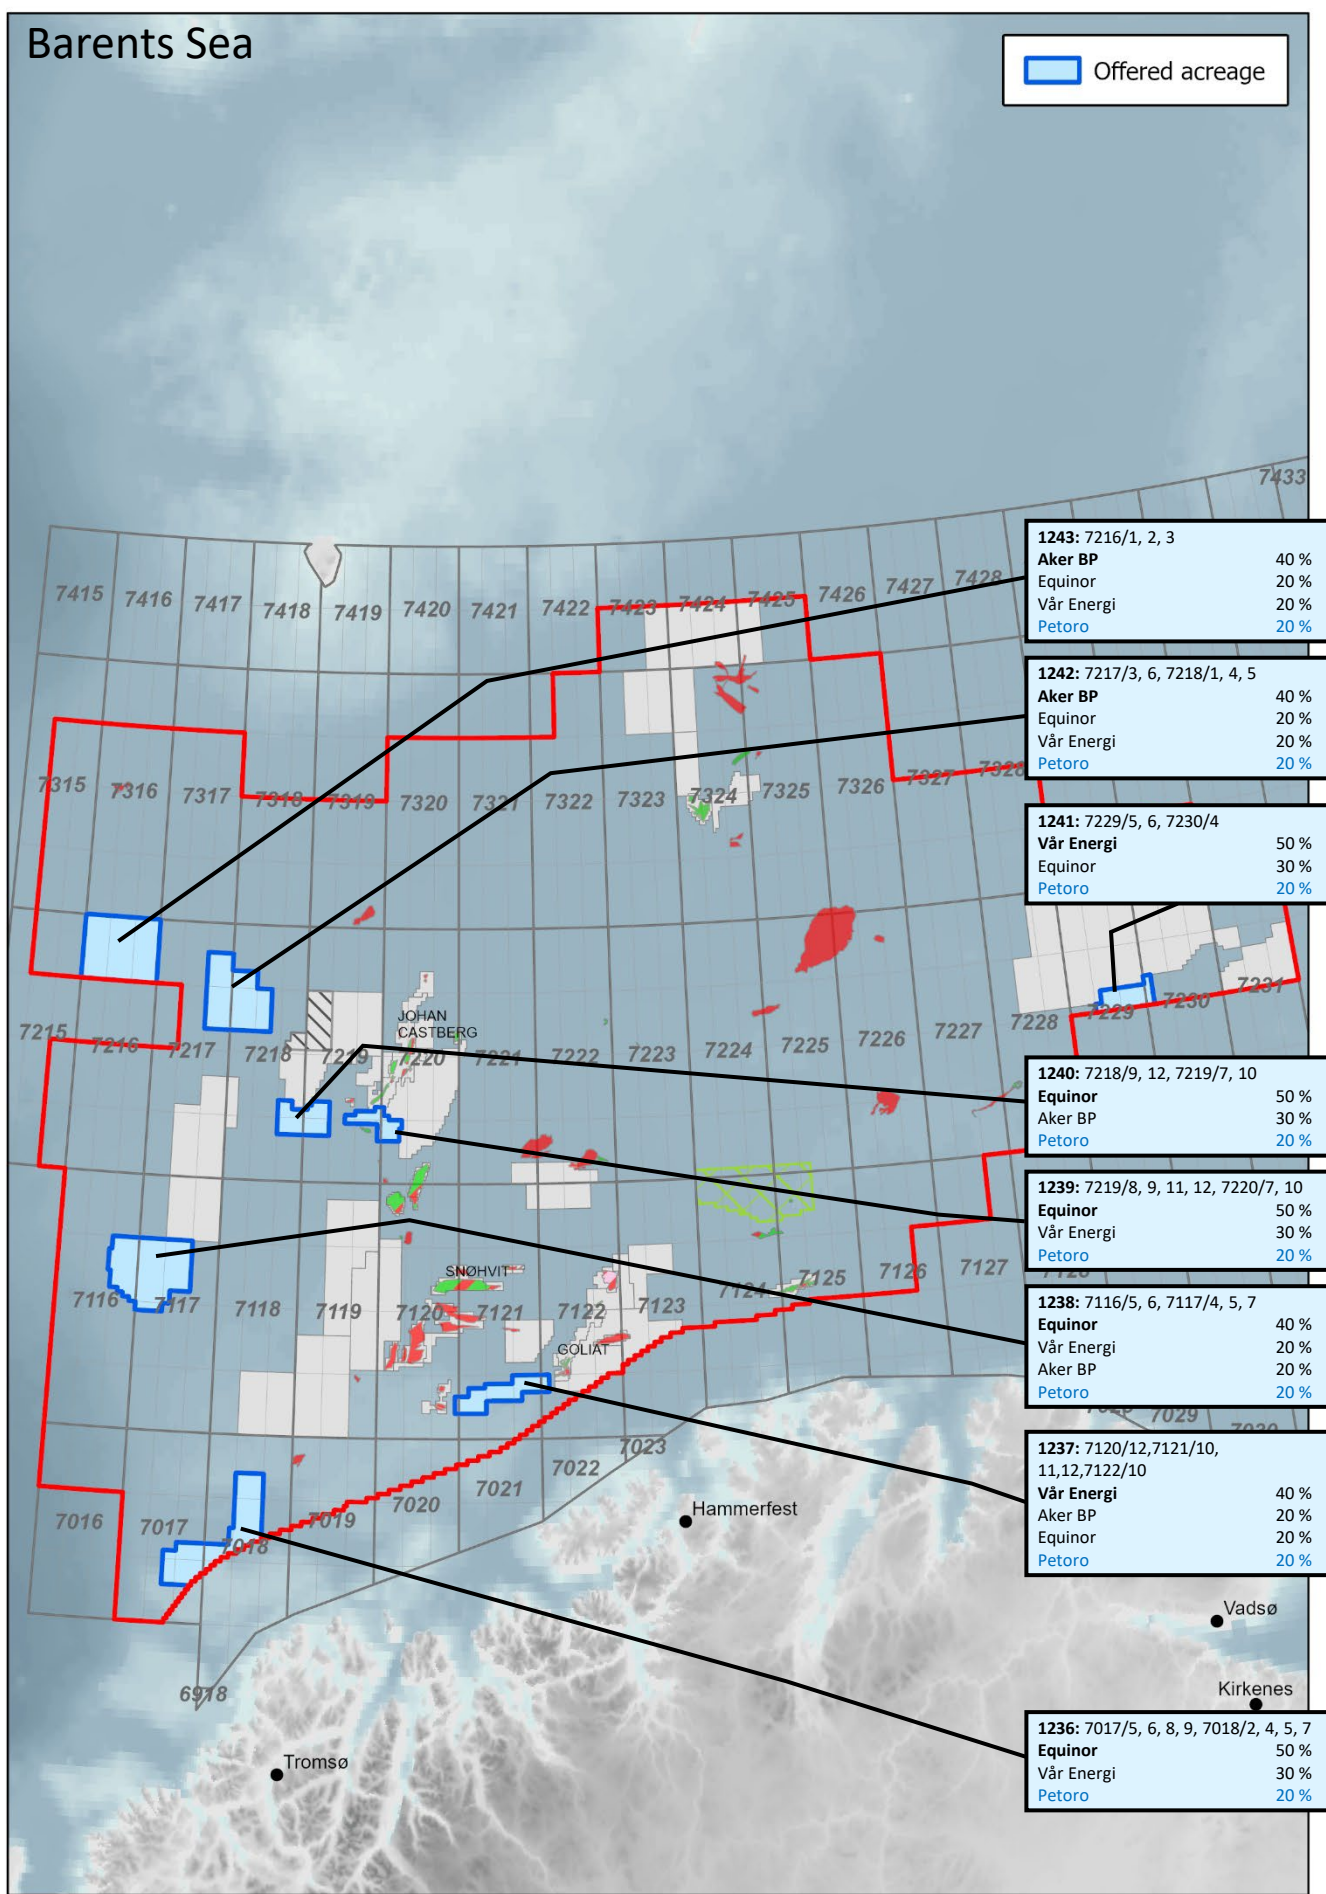 Barents Sea
Offered acreage
7433
7415
7416
7417
7418
7419
7420
7421
7422
7423
7424
7425
7426
7427
7428
1243: 7216/1, 2, 3
Aker BP 40 %
Equinor 20 %
Vår Energi 20 %
Petoro 20 %
1242: 7217/3, 6, 7218/1, 4, 5
Aker BP 40 %
Equinor 20 %
Vår Energi 20 %
Petoro 20 %
7315
7316
7317
7318
7319
7320
7321
7322
7323
7324
7325
7326
7327
7328
1241: 7229/5, 6, 7230/4
Vår Energi 50 %
Equinor 30 %
Petoro 20 %
JOHAN
CASTBERG
7215
7216
7217
7218
7219
7220
7221
7222
7223
7224
7225
7226
7227
7228
7229
7230
7231
1240: 7218/9, 12, 7219/7, 10
Equinor 50 %
Aker BP 30 %
Petoro 20 %
1239: 7219/8, 9, 11, 12, 7220/7, 10
Equinor 50 %
Vår Energi 30 %
Petoro 20 %
SNØHVIT
GOLIAT
7116
7117
7118
7119
7120
7121
7122
7123
7124
7125
7126
7127
7128
1238: 7116/5, 6, 7117/4, 5, 7
Equinor 40 %
Vår Energi 20 %
Aker BP 20 %
Petoro 20 %
7029
1237: 7120/12,7121/10,
11,12,7122/10
Vår Energi 40 %
Aker BP 20 %
Equinor 20 %
Petoro 20 %
7016
7017
7018
7019
7020
7021
7022
7023
Hammerfest
Vadsø
Kirkenes
6918
Tromsø
1236: 7017/5, 6, 8, 9, 7018/2, 4, 5, 7
Equinor 50 %
Vår Energi 30 %
Petoro 20 %